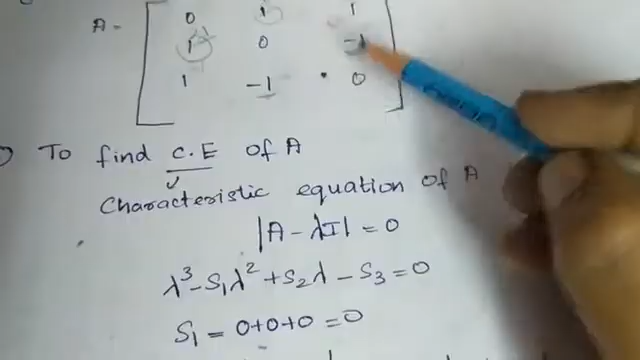 A - [ 0 1 1
1 0 -1
1 -1 0 ]
To find C.E of A
Characteristic equation of A
|A - λI| = 0
λ³ - S₁λ² + S₂λ - S₃ = 0
S₁ = 0+0+0 = 0